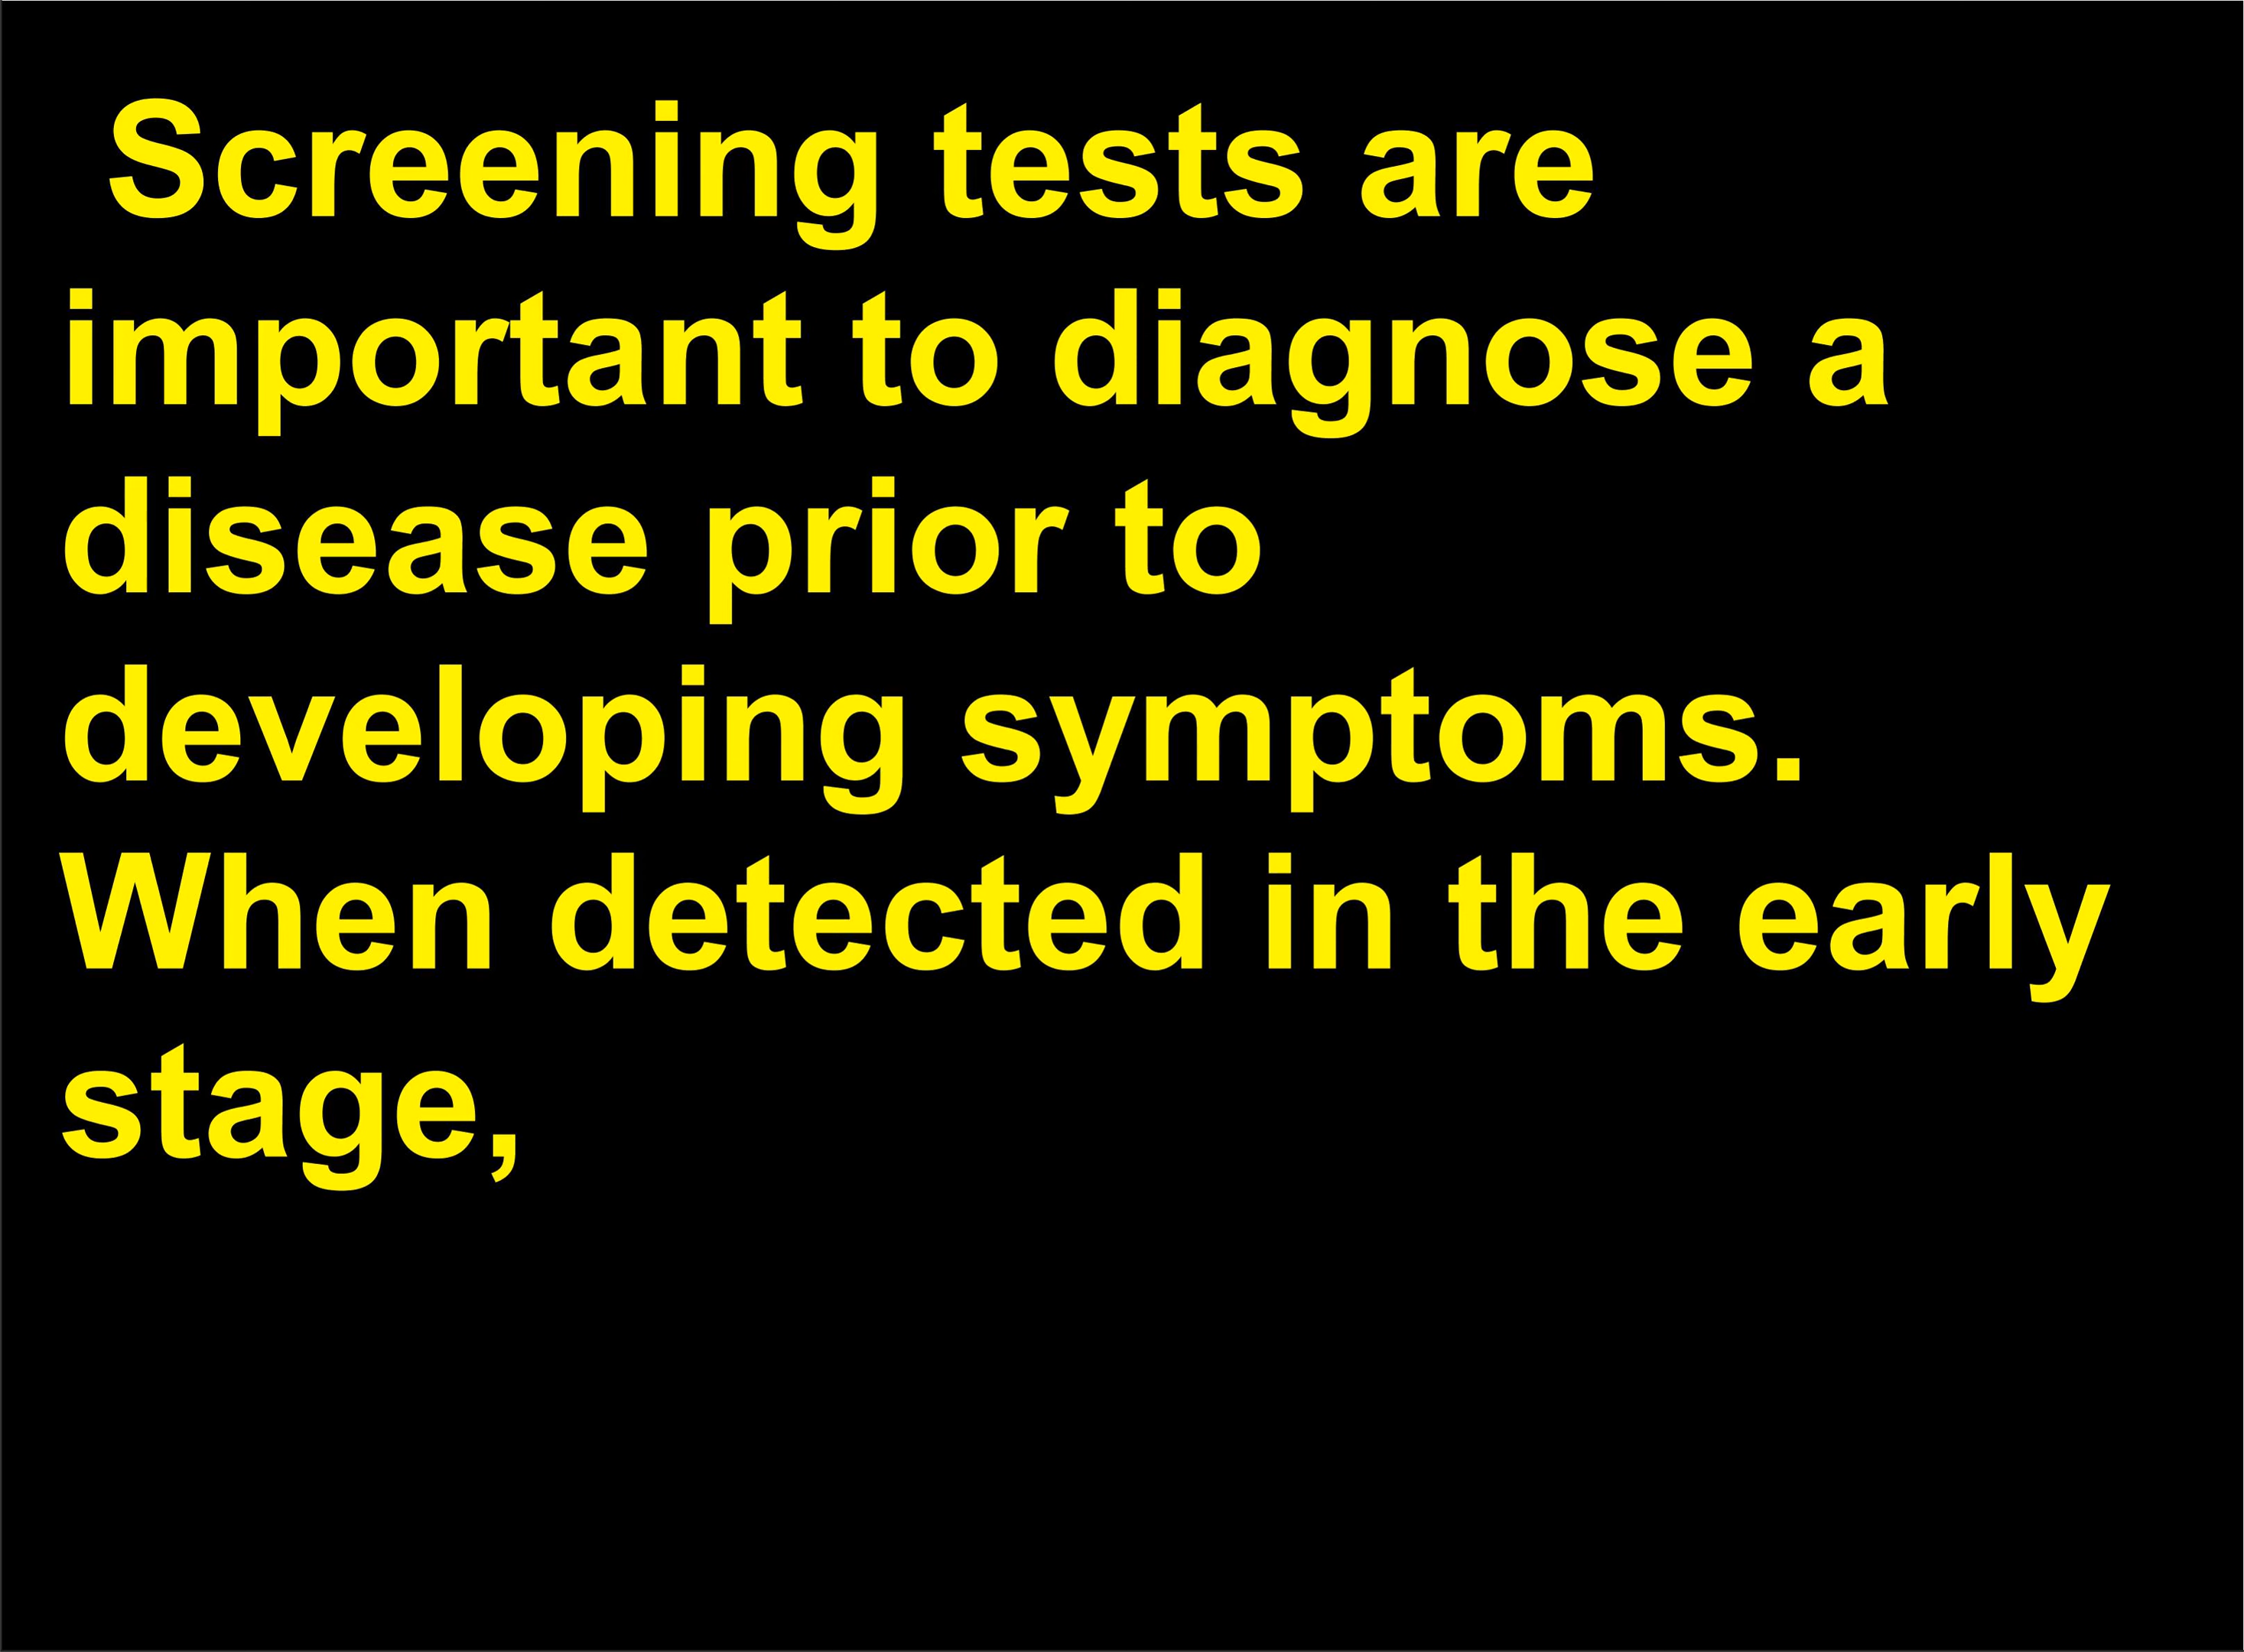 Screening tests are
important to diagnose a
disease prior to
developing symptoms.
When detected in the early
stage,